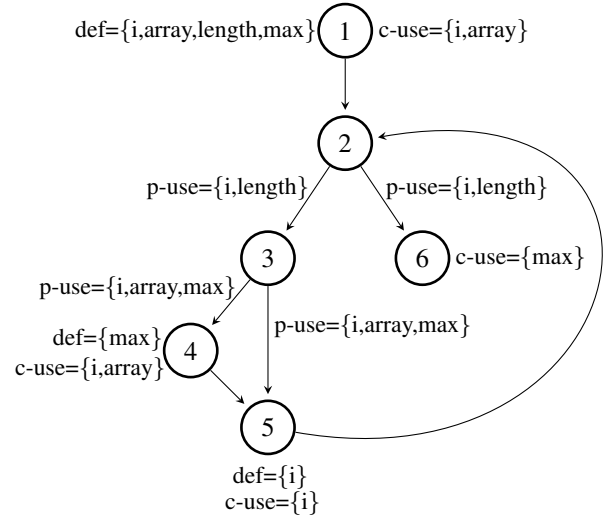 def={i,array,length,max} 1 c-use={i,array}
2
p-use={i,length} p-use={i,length}
3 6 c-use={max}
p-use={i,array,max}
p-use={i,array,max}
def={max}
4
c-use={i,array}
5
def={i}
c-use={i}